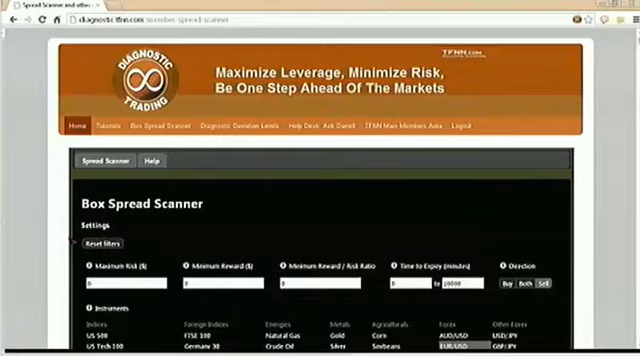 Spread Scanner and other
diagnostic.tfnn.com/member/spread-scanner
DIAGNOSTIC
TRADING
TFNN.COM
Maximize Leverage, Minimize Risk,
Be One Step Ahead Of The Markets
Home Tutorials Box Spread Scanner Diagnostic Deviation Levels Help Desk: Ask Darrell TFNN Main Members Area Logout
Spread Scanner Help
Box Spread Scanner
Settings
Reset filters
Maximum Risk ($) Minimum Reward ($) Minimum Reward / Risk Ratio Time to Expiry (minutes) Direction
0 0 0 0 to 10000 Buy Both Sell
Instruments
Indices Foreign Indices Energies Metals Agriculturals Forex Other Forex
US 500 FTSE 100 Natural Gas Gold Corn AUD/USD USD/JPY
US Tech 100 Germany 30 Crude Oil Silver Soybeans EUR/USD GBP/JPY